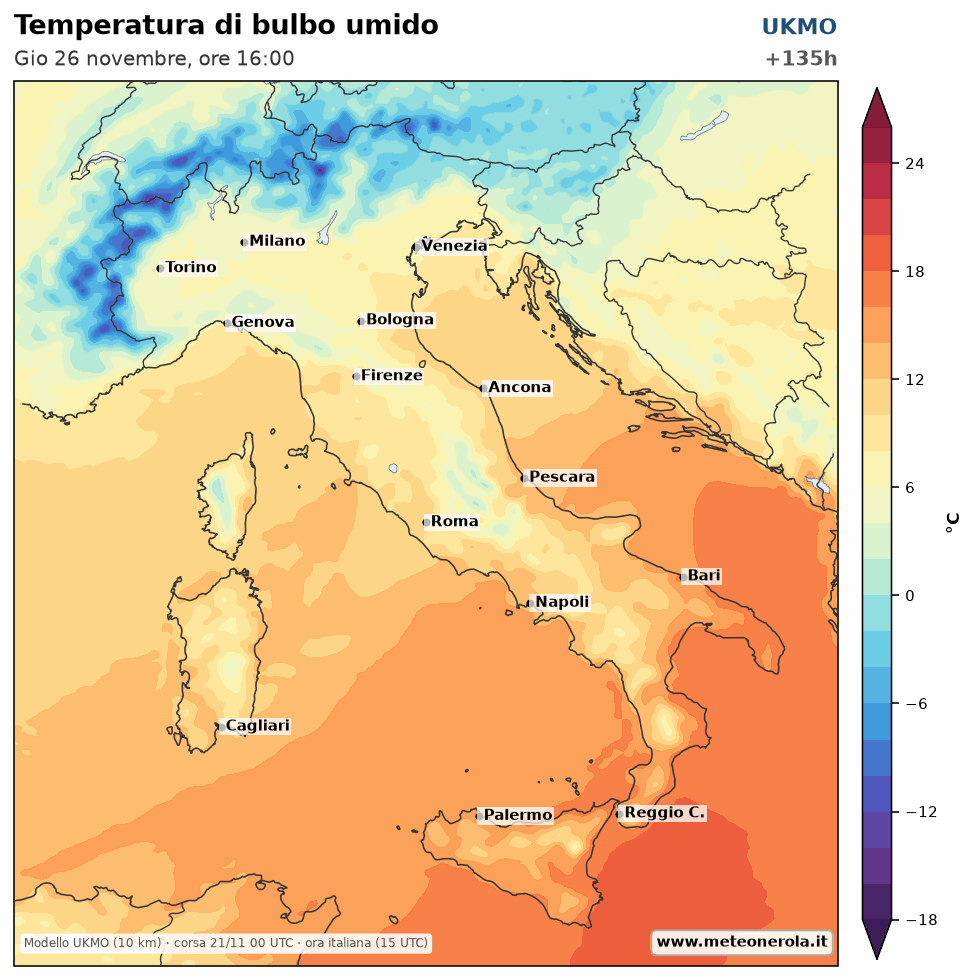 Temperatura di bulbo umido
UKMO
Gio 26 novembre, ore 16:00
+135h
Milano
Venezia
Torino
Genova
Bologna
Firenze
Ancona
Pescara
Roma
Bari
Napoli
Cagliari
Palermo
Reggio C.
24
18
12
6
0
−6
−12
−18
°C
Modello UKMO (10 km) · corsa 21/11 00 UTC · ora italiana (15 UTC)
www.meteonerola.it